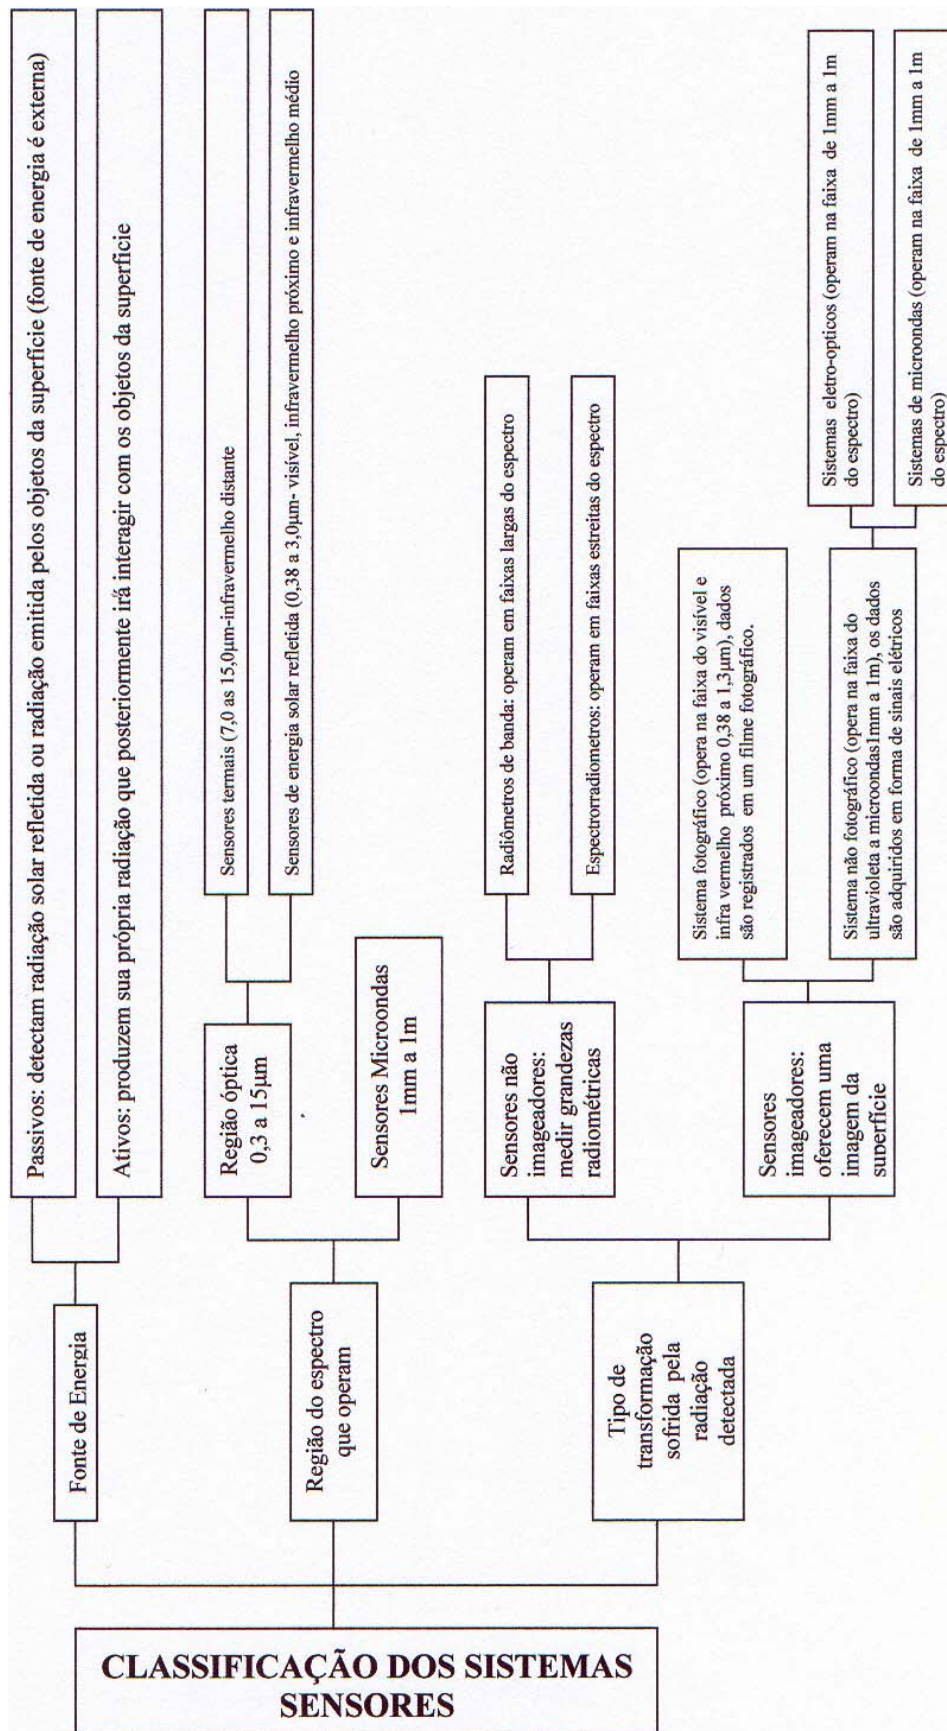 CLASSIFICAÇÃO DOS SISTEMAS
SENSORES
Fonte de Energia
Passivos: detectam radiação solar refletida ou radiação emitida pelos objetos da superfície (fonte de energia é externa)
Ativos: produzem sua própria radiação que posteriormente irá interagir com os objetos da superficie
Região do espectro
que operam
Região óptica
0,3 a 15µm
Sensores termais (7,0 as 15,0µm-infravermelho distante
Sensores de energia solar refletida (0,38 a 3,0µm- visível, infravermelho próximo e infravermelho médio
Sensores Microondas
1mm a 1m
Tipo de
transformação
sofrida pela
radiação
detectada
Sensores não
imageadores:
medir grandezas
radiométricas
Radiômetros de banda: operam em faixas largas do espectro
Espectrorradiometros: operam em faixas estreitas do espectro
Sensores
imageadores:
oferecem uma
imagem da
superfície
Sistema fotográfico (opera na faixa do visível e
infra vermelho próximo 0,38 a 1,3µm), dados
são registrados em um filme fotográfico.
Sistema não fotográfico (opera na faixa do
ultravioleta a microondas1mm a 1m), os dados
são adquiridos em forma de sinais elétricos
Sistemas eletro-opticos (operam na faixa de 1mm a 1m
do espectro)
Sistemas de microondas (operam na faixa de 1mm a 1m
do espectro)